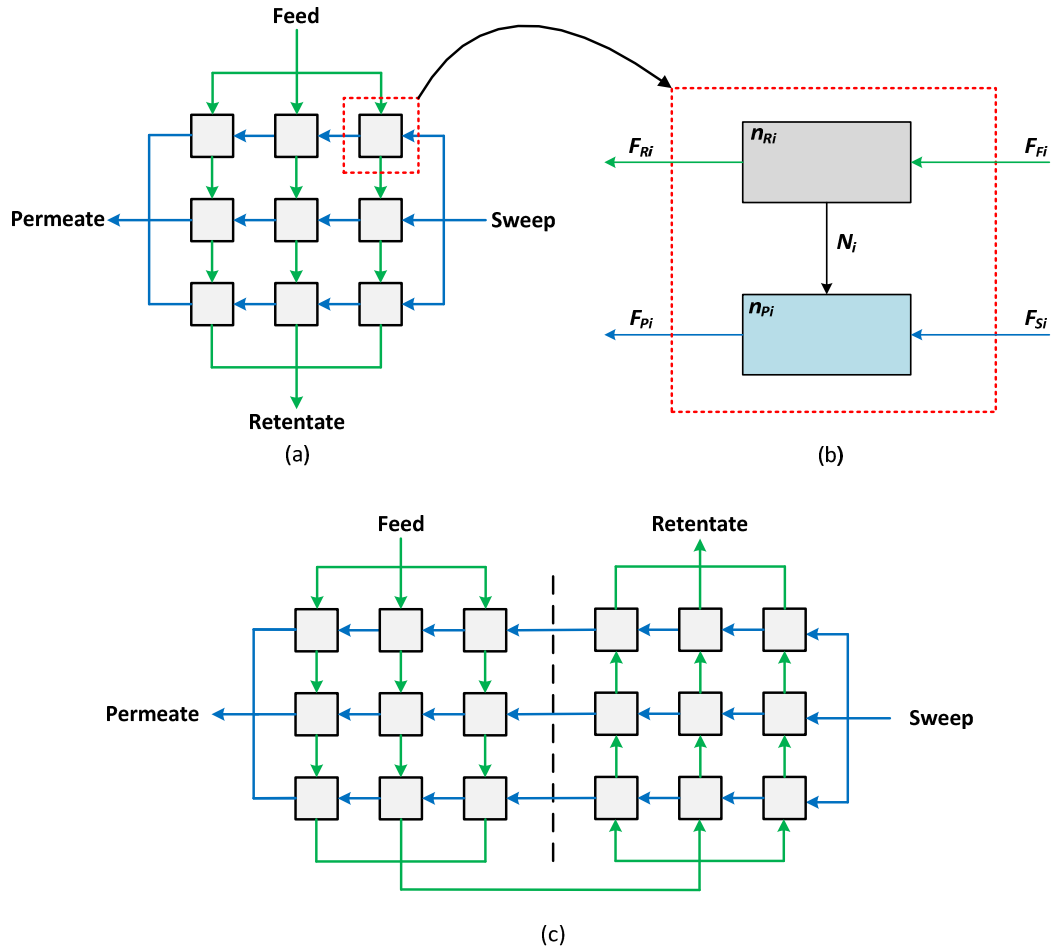 Feed
Permeate
Sweep
Retentate
(a)
nRi
FRi
FFi
Ni
nPi
FPi
FSi
(b)
Feed
Retentate
Permeate
Sweep
(c)